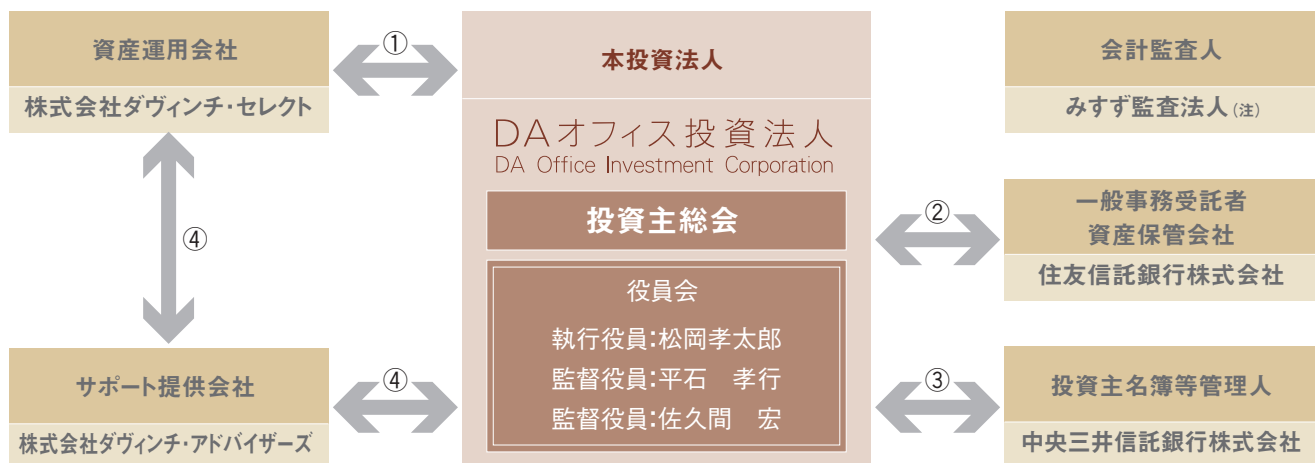 資産運用会社
株式会社ダヴィンチ・セレクト
①
④
サポート提供会社
株式会社ダヴィンチ・アドバイザーズ
④
本投資法人
DAオフィス投資法人
DA Office Investment Corporation
投資主総会
役員会
執行役員:松岡孝太郎
監督役員:平石　孝行
監督役員:佐久間　宏
会計監査人
みすず監査法人(注)
②
一般事務受託者
資産保管会社
住友信託銀行株式会社
③
投資主名簿等管理人
中央三井信託銀行株式会社